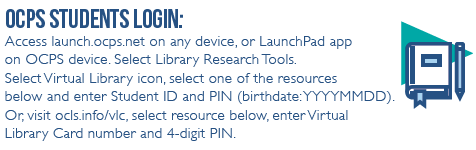 OCPS STUDENTS LOGIN:
Access launch.ocps.net on any device, or LaunchPad app
on OCPS device. Select Library Research Tools.
Select Virtual Library icon, select one of the resources
below and enter Student ID and PIN (birthdate:YYYYMMDD).
Or, visit ocls.info/vlc, select resource below, enter Virtual
Library Card number and 4-digit PIN.